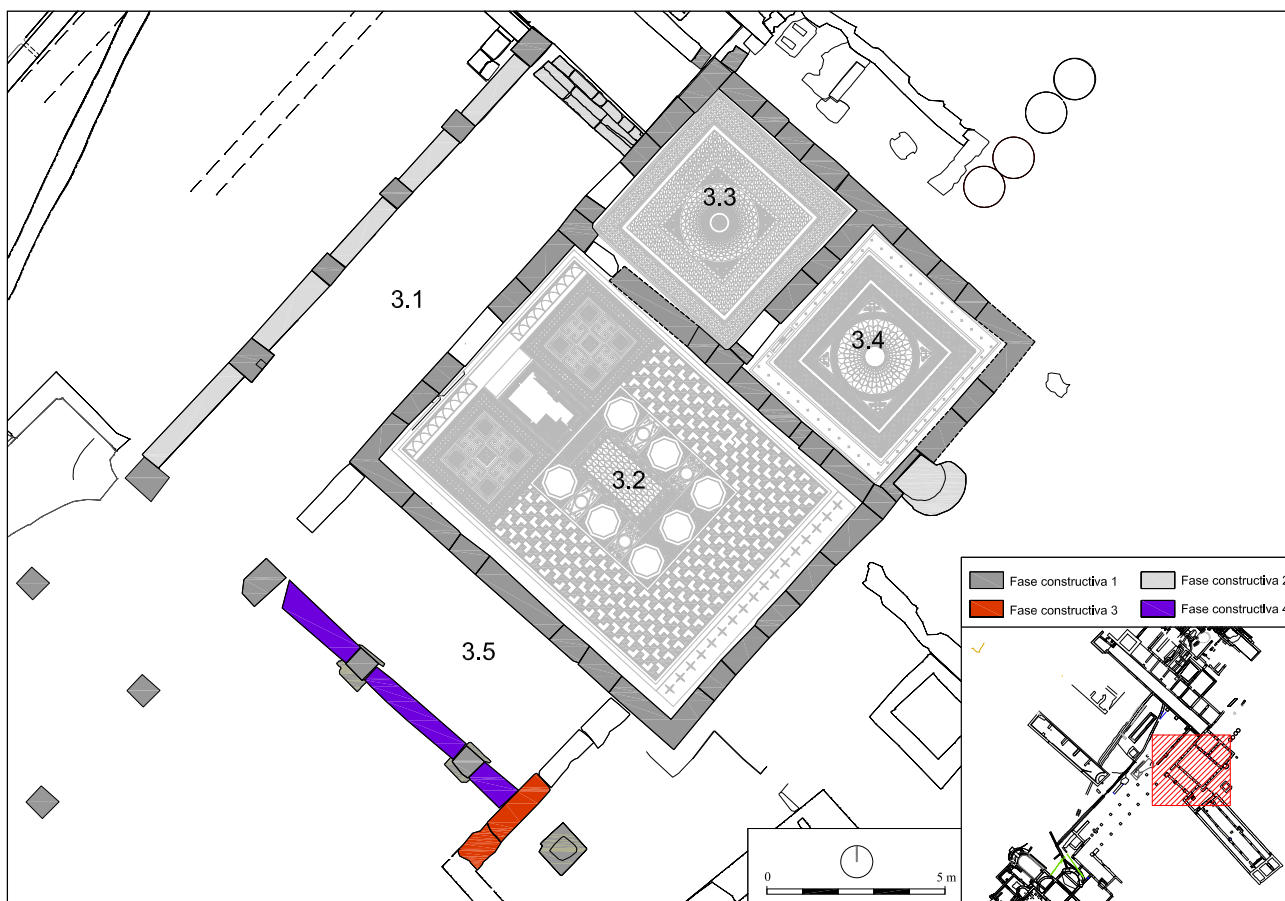 3.3
3.1
3.4
3.2
3.5
Fase constructiva 1
Fase constructiva 2
Fase constructiva 3
Fase constructiva 4
0
5 m